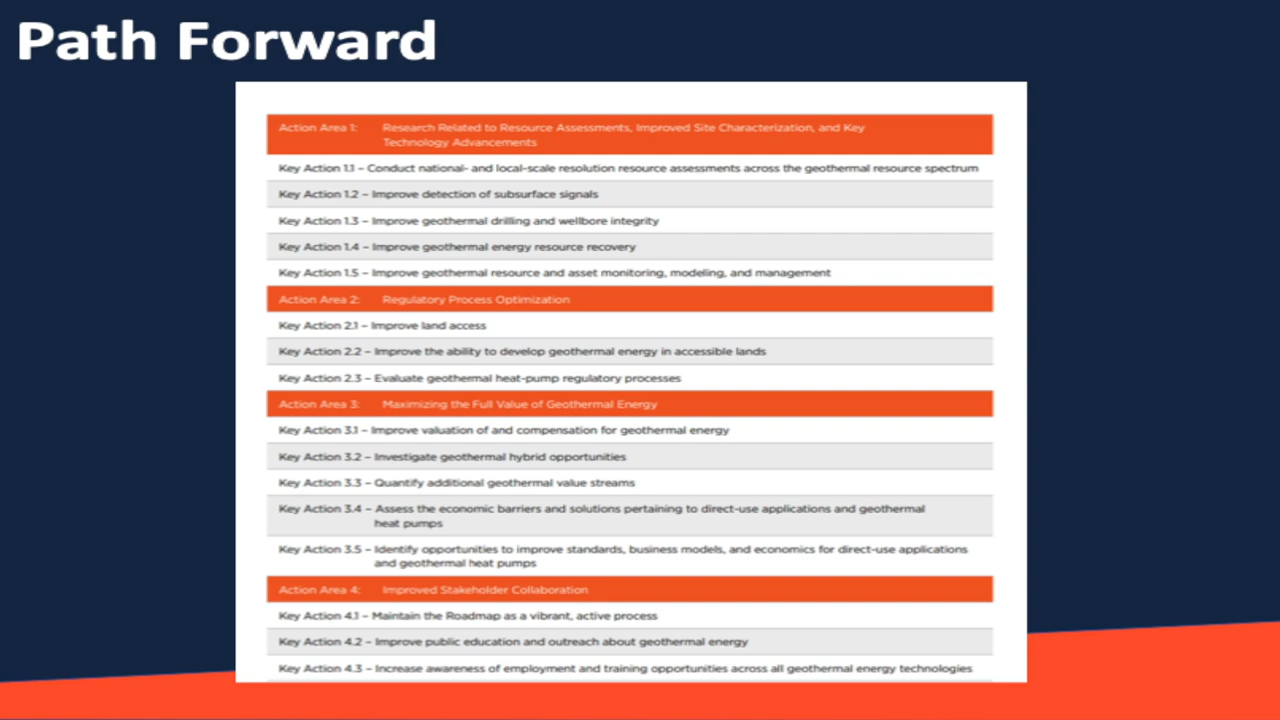 Path Forward
Action Area 1: Research Related to Resource Assessments, Improved Site Characterization, and Key
Technology Advancements
Key Action 1.1 – Conduct national- and local-scale resolution resource assessments across the geothermal resource spectrum
Key Action 1.2 – Improve detection of subsurface signals
Key Action 1.3 – Improve geothermal drilling and wellbore integrity
Key Action 1.4 – Improve geothermal energy resource recovery
Key Action 1.5 – Improve geothermal resource and asset monitoring, modeling, and management
Action Area 2: Regulatory Process Optimization
Key Action 2.1 – Improve land access
Key Action 2.2 – Improve the ability to develop geothermal energy in accessible lands
Key Action 2.3 – Evaluate geothermal heat-pump regulatory processes
Action Area 3: Maximizing the Full Value of Geothermal Energy
Key Action 3.1 – Improve valuation of and compensation for geothermal energy
Key Action 3.2 – Investigate geothermal hybrid opportunities
Key Action 3.3 – Quantify additional geothermal value streams
Key Action 3.4 – Assess the economic barriers and solutions pertaining to direct-use applications and geothermal
heat pumps
Key Action 3.5 – Identify opportunities to improve standards, business models, and economics for direct-use applications
and geothermal heat pumps
Action Area 4: Improved Stakeholder Collaboration
Key Action 4.1 – Maintain the Roadmap as a vibrant, active process
Key Action 4.2 – Improve public education and outreach about geothermal energy
Key Action 4.3 – Increase awareness of employment and training opportunities across all geothermal energy technologies